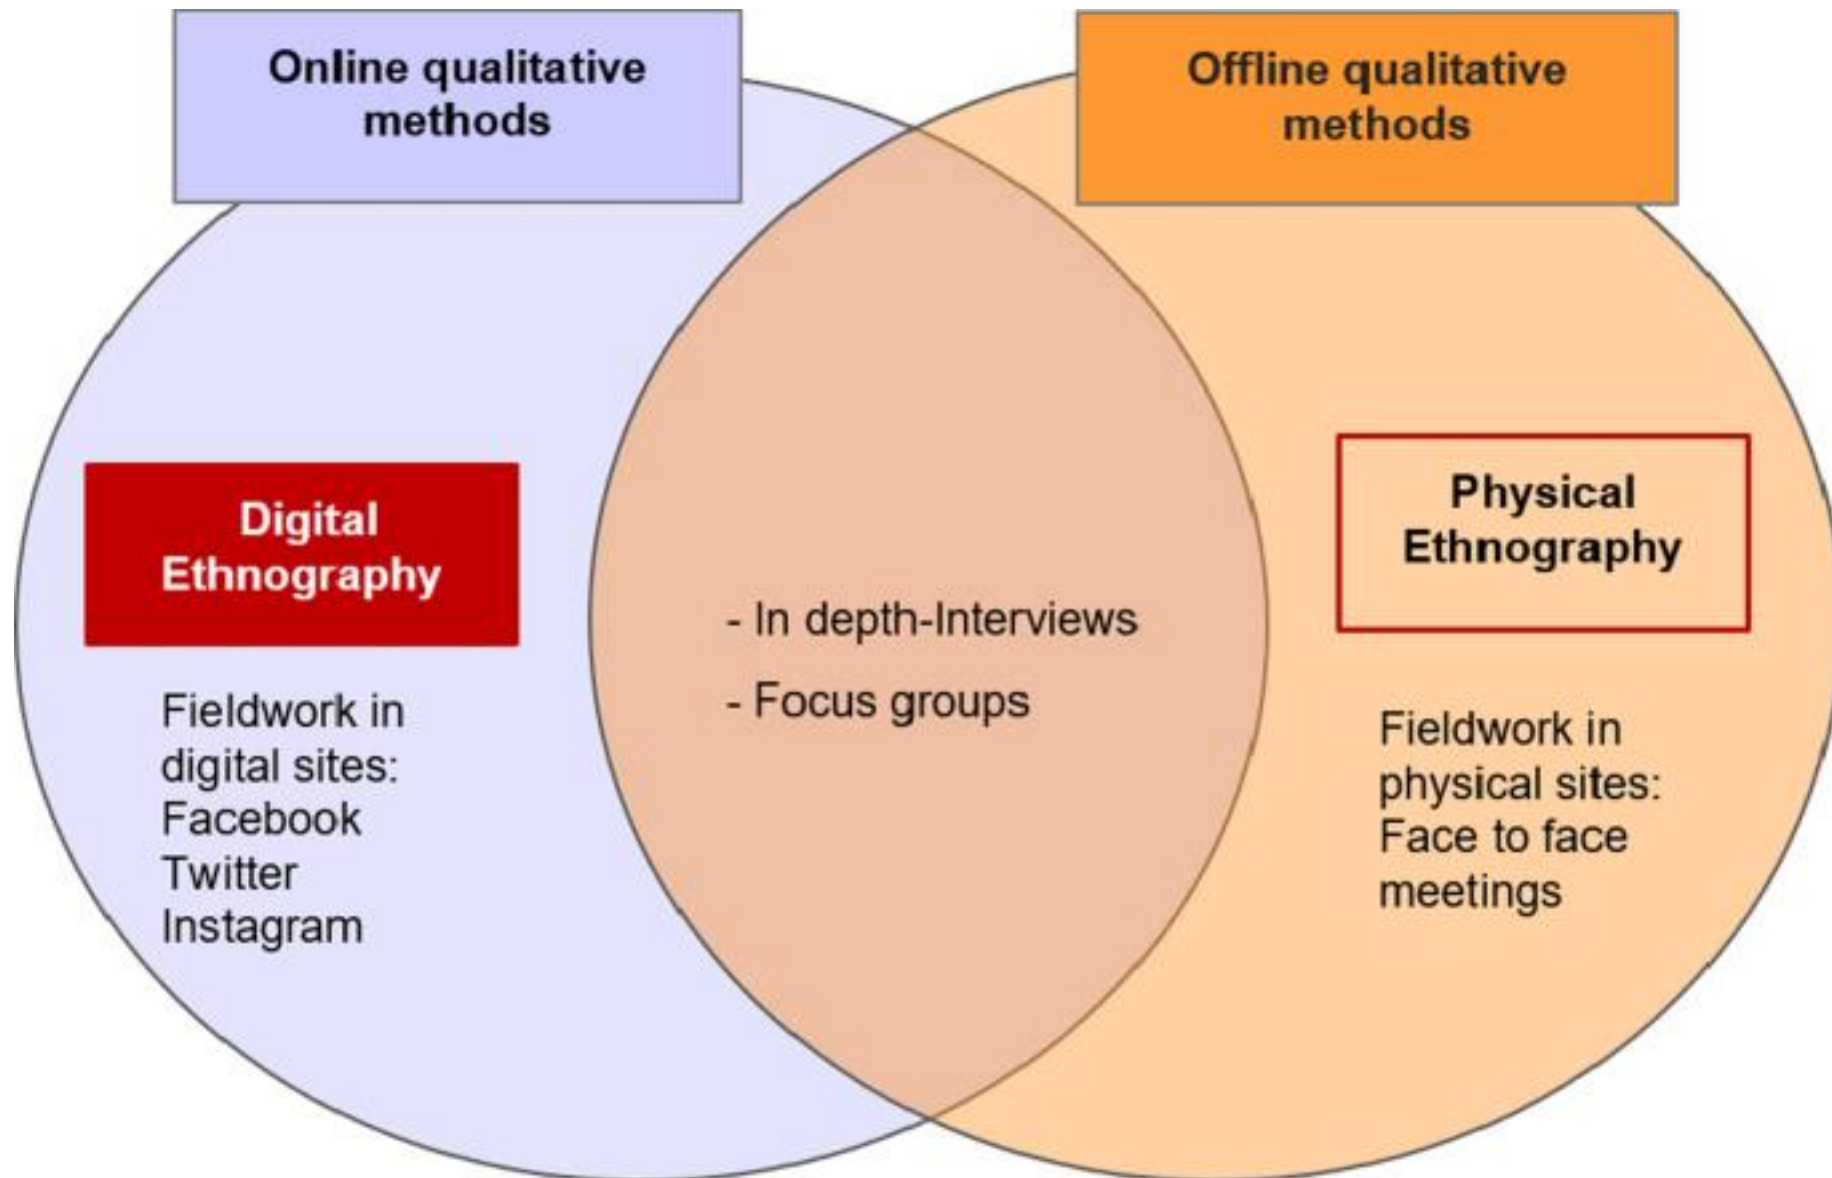 Online qualitative
methods
Offline qualitative
methods
Digital
Ethnography
Fieldwork in
digital sites:
Facebook
Twitter
Instagram
- In depth-Interviews
- Focus groups
Physical
Ethnography
Fieldwork in
physical sites:
Face to face
meetings